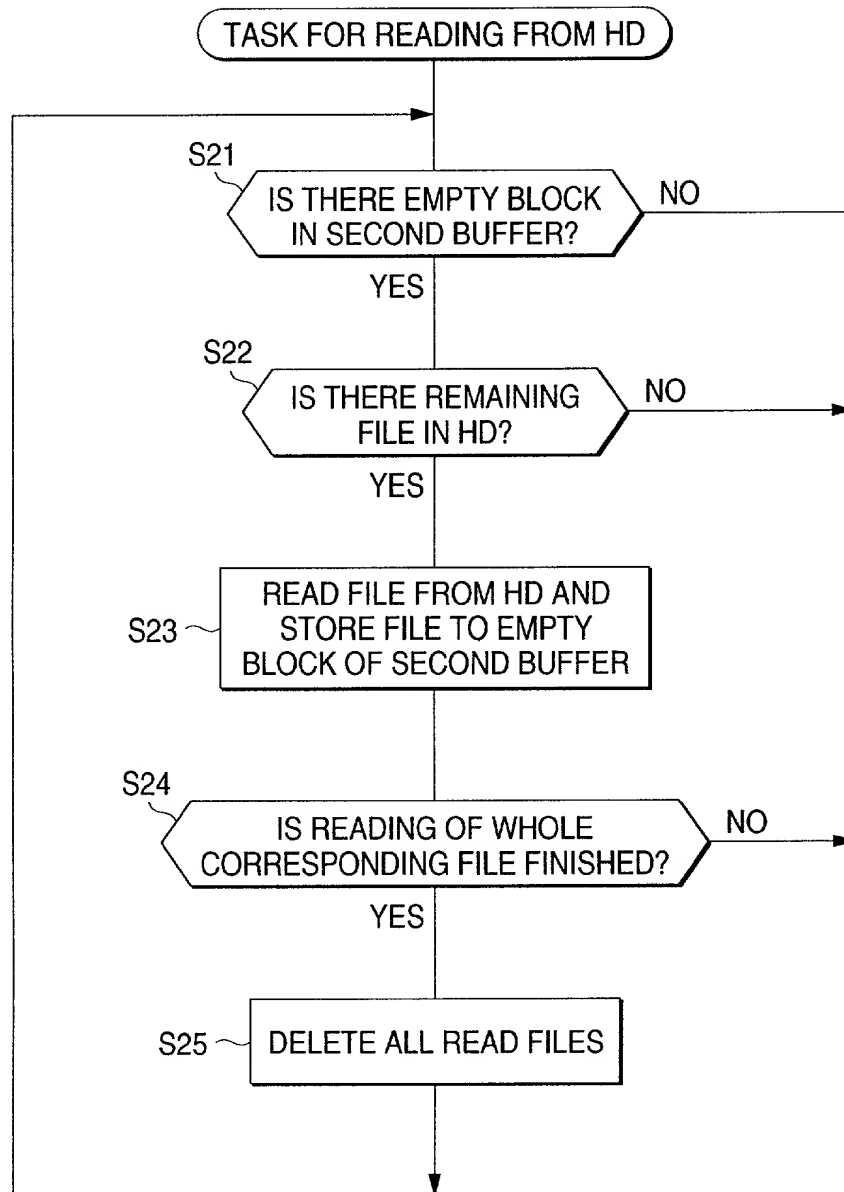 TASK FOR READING FROM HD
S21
IS THERE EMPTY BLOCK
IN SECOND BUFFER?
NO
YES
S22
IS THERE REMAINING
FILE IN HD?
NO
YES
S23
READ FILE FROM HD AND
STORE FILE TO EMPTY
BLOCK OF SECOND BUFFER
S24
IS READING OF WHOLE
CORRESPONDING FILE FINISHED?
NO
YES
S25
DELETE ALL READ FILES